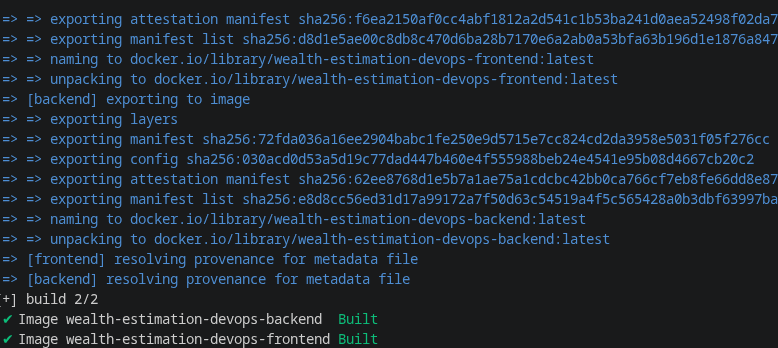 => => exporting attestation manifest sha256:f6ea2150af0cc4abf1812a2d541c1b53ba241d0aea52498f02da7
=> => exporting manifest list sha256:d8d1e5ae00c8db8c470d6ba28b7170e6a2ab0a53bfa63b196d1e1876a847
=> => naming to docker.io/library/wealth-estimation-devops-frontend:latest
=> => unpacking to docker.io/library/wealth-estimation-devops-frontend:latest
=> [backend] exporting to image
=> => exporting layers
=> => exporting manifest sha256:72fda036a16ee2904babc1fe250e9d5715e7cc824cd2da3958e5031f05f276cc
=> => exporting config sha256:030acd0d53a5d19c77dad447b460e4f555988beb24e4541e95b08d4667cb20c2
=> => exporting attestation manifest sha256:62ee8768d1e5b7a1ae75a1cdcbc42bb0ca766cf7eb8fe66dd8e87
=> => exporting manifest list sha256:e8d8cc56ed31d17a99172a7f50d63c54519a4f5c565428a0b3dbf63997ba
=> => naming to docker.io/library/wealth-estimation-devops-backend:latest
=> => unpacking to docker.io/library/wealth-estimation-devops-backend:latest
=> [frontend] resolving provenance for metadata file
=> [backend] resolving provenance for metadata file
[+] build 2/2
✔ Image wealth-estimation-devops-backend Built
✔ Image wealth-estimation-devops-frontend Built